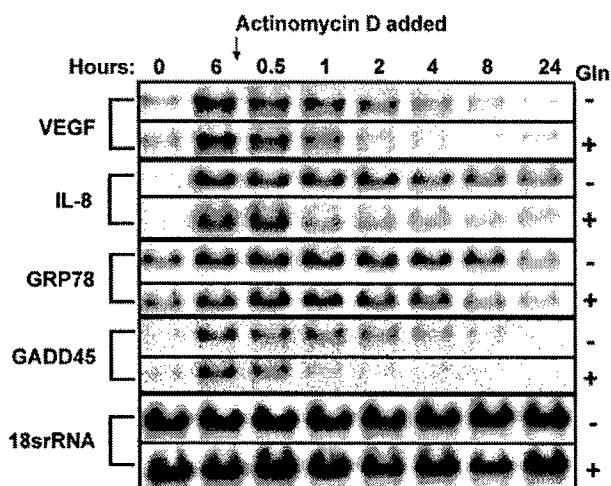 Actinomycin D added
Hours: 0 6 0.5 1 2 4 8 24 Gln
VEGF - +
IL-8 - +
GRP78 - +
GADD45 - +
18srRNA - +